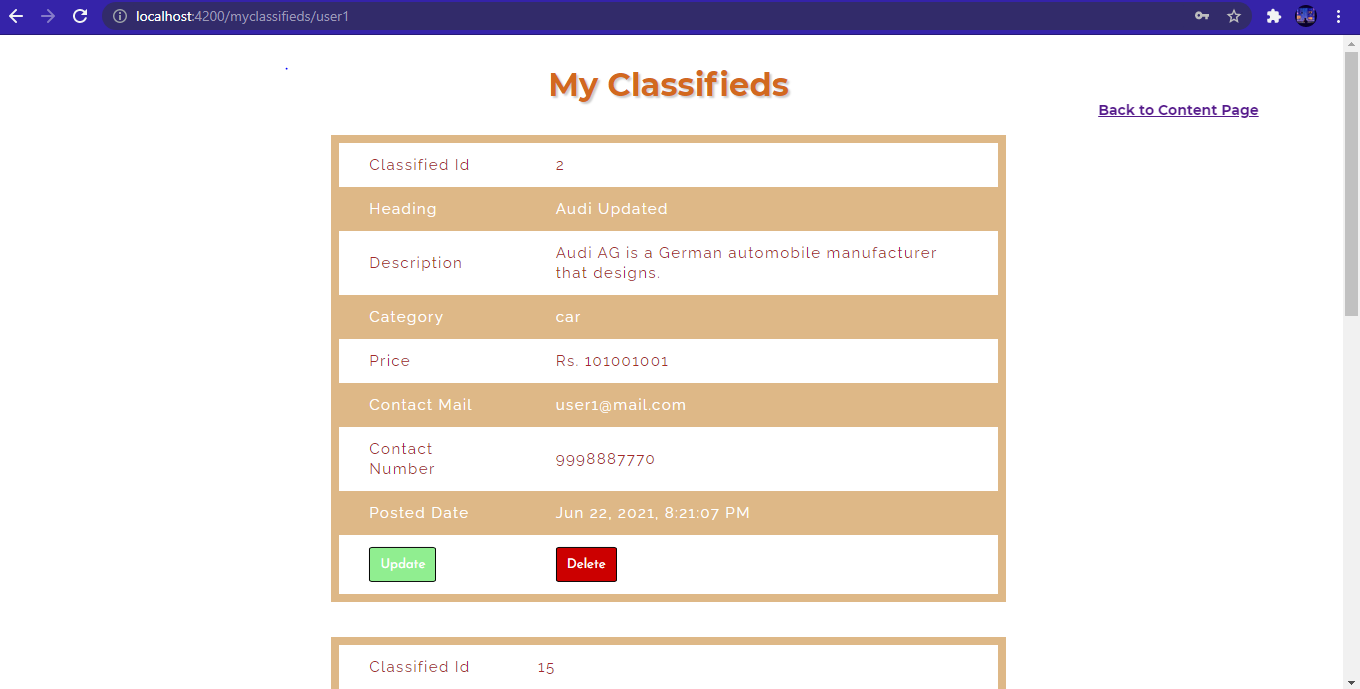 localhost:4200/myclassifieds/user1
My Classifieds
Back to Content Page
Classified Id 2
Heading Audi Updated
Description Audi AG is a German automobile manufacturer
that designs.
Category car
Price Rs. 101001001
Contact Mail user1@mail.com
Contact
Number 9998887770
Posted Date Jun 22, 2021, 8:21:07 PM
Update Delete
Classified Id 15